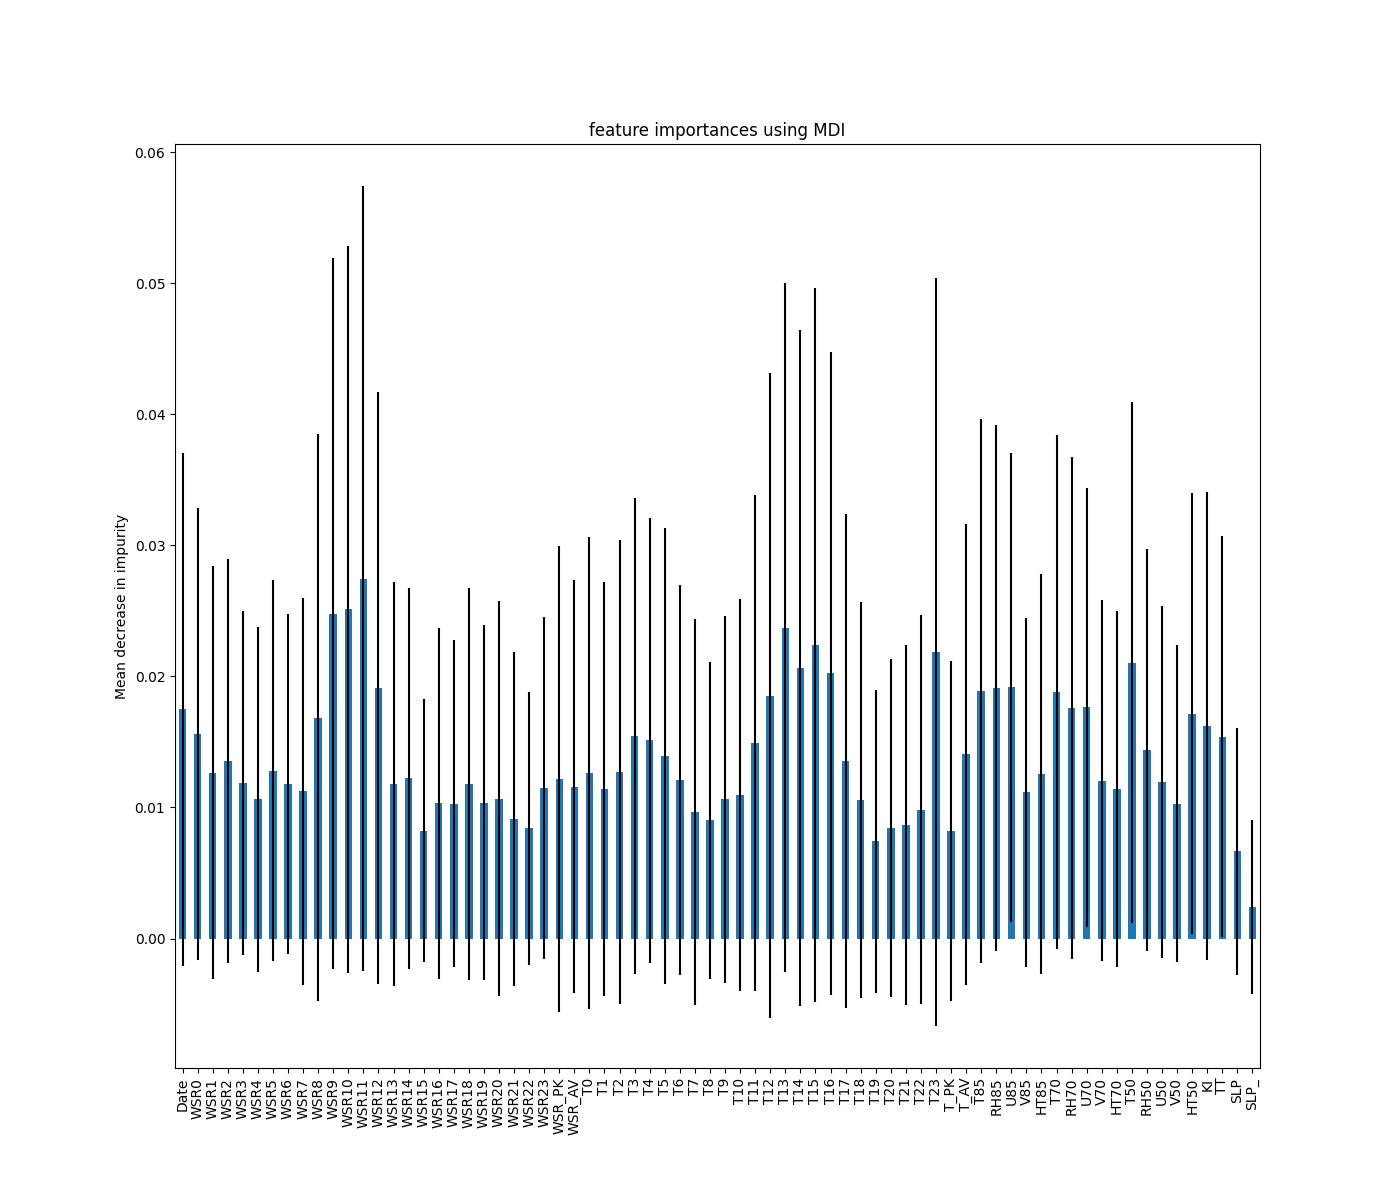 feature importances using MDI
0.06
0.05
0.04
0.03
0.02
0.01
0.00
Mean decrease in impurity
Date
WSR0
WSR1
WSR2
WSR3
WSR4
WSR5
WSR6
WSR7
WSR8
WSR9
WSR10
WSR11
WSR12
WSR13
WSR14
WSR15
WSR16
WSR17
WSR18
WSR19
WSR20
WSR21
WSR22
WSR23
WSR_PK
WSR_AV
T0
T1
T2
T3
T4
T5
T6
T7
T8
T9
T10
T11
T12
T13
T14
T15
T16
T17
T18
T19
T20
T21
T22
T23
T_PK
T_AV
T85
RH85
U85
V85
HT85
T70
RH70
U70
V70
HT70
T50
RH50
U50
V50
HT50
KI
TT
SLP
SLP_